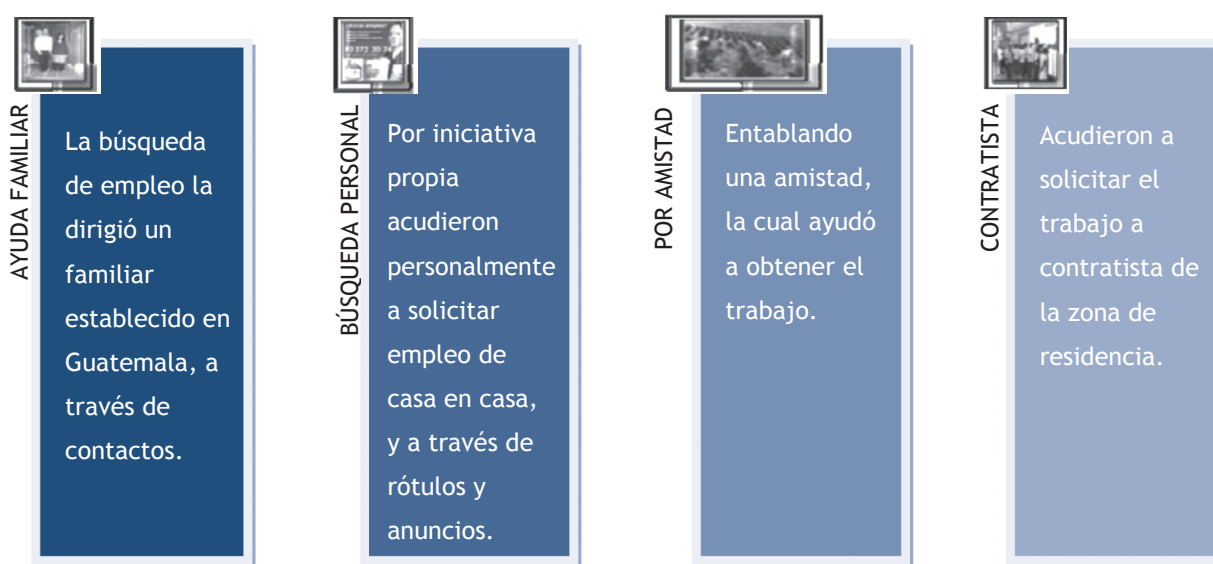 AYUDA FAMILIAR
La búsqueda
de empleo la
dirigió un
familiar
establecido en
Guatemala, a
través de
contactos.
BÚSQUEDA PERSONAL
Por iniciativa
propia
acudieron
personalmente
a solicitar
empleo de
casa en casa,
y a través de
rótulos y
anuncios.
POR AMISTAD
Entablando
una amistad,
la cual ayudó
a obtener el
trabajo.
CONTRATISTA
Acudieron a
solicitar el
trabajo a
contratista de
la zona de
residencia.